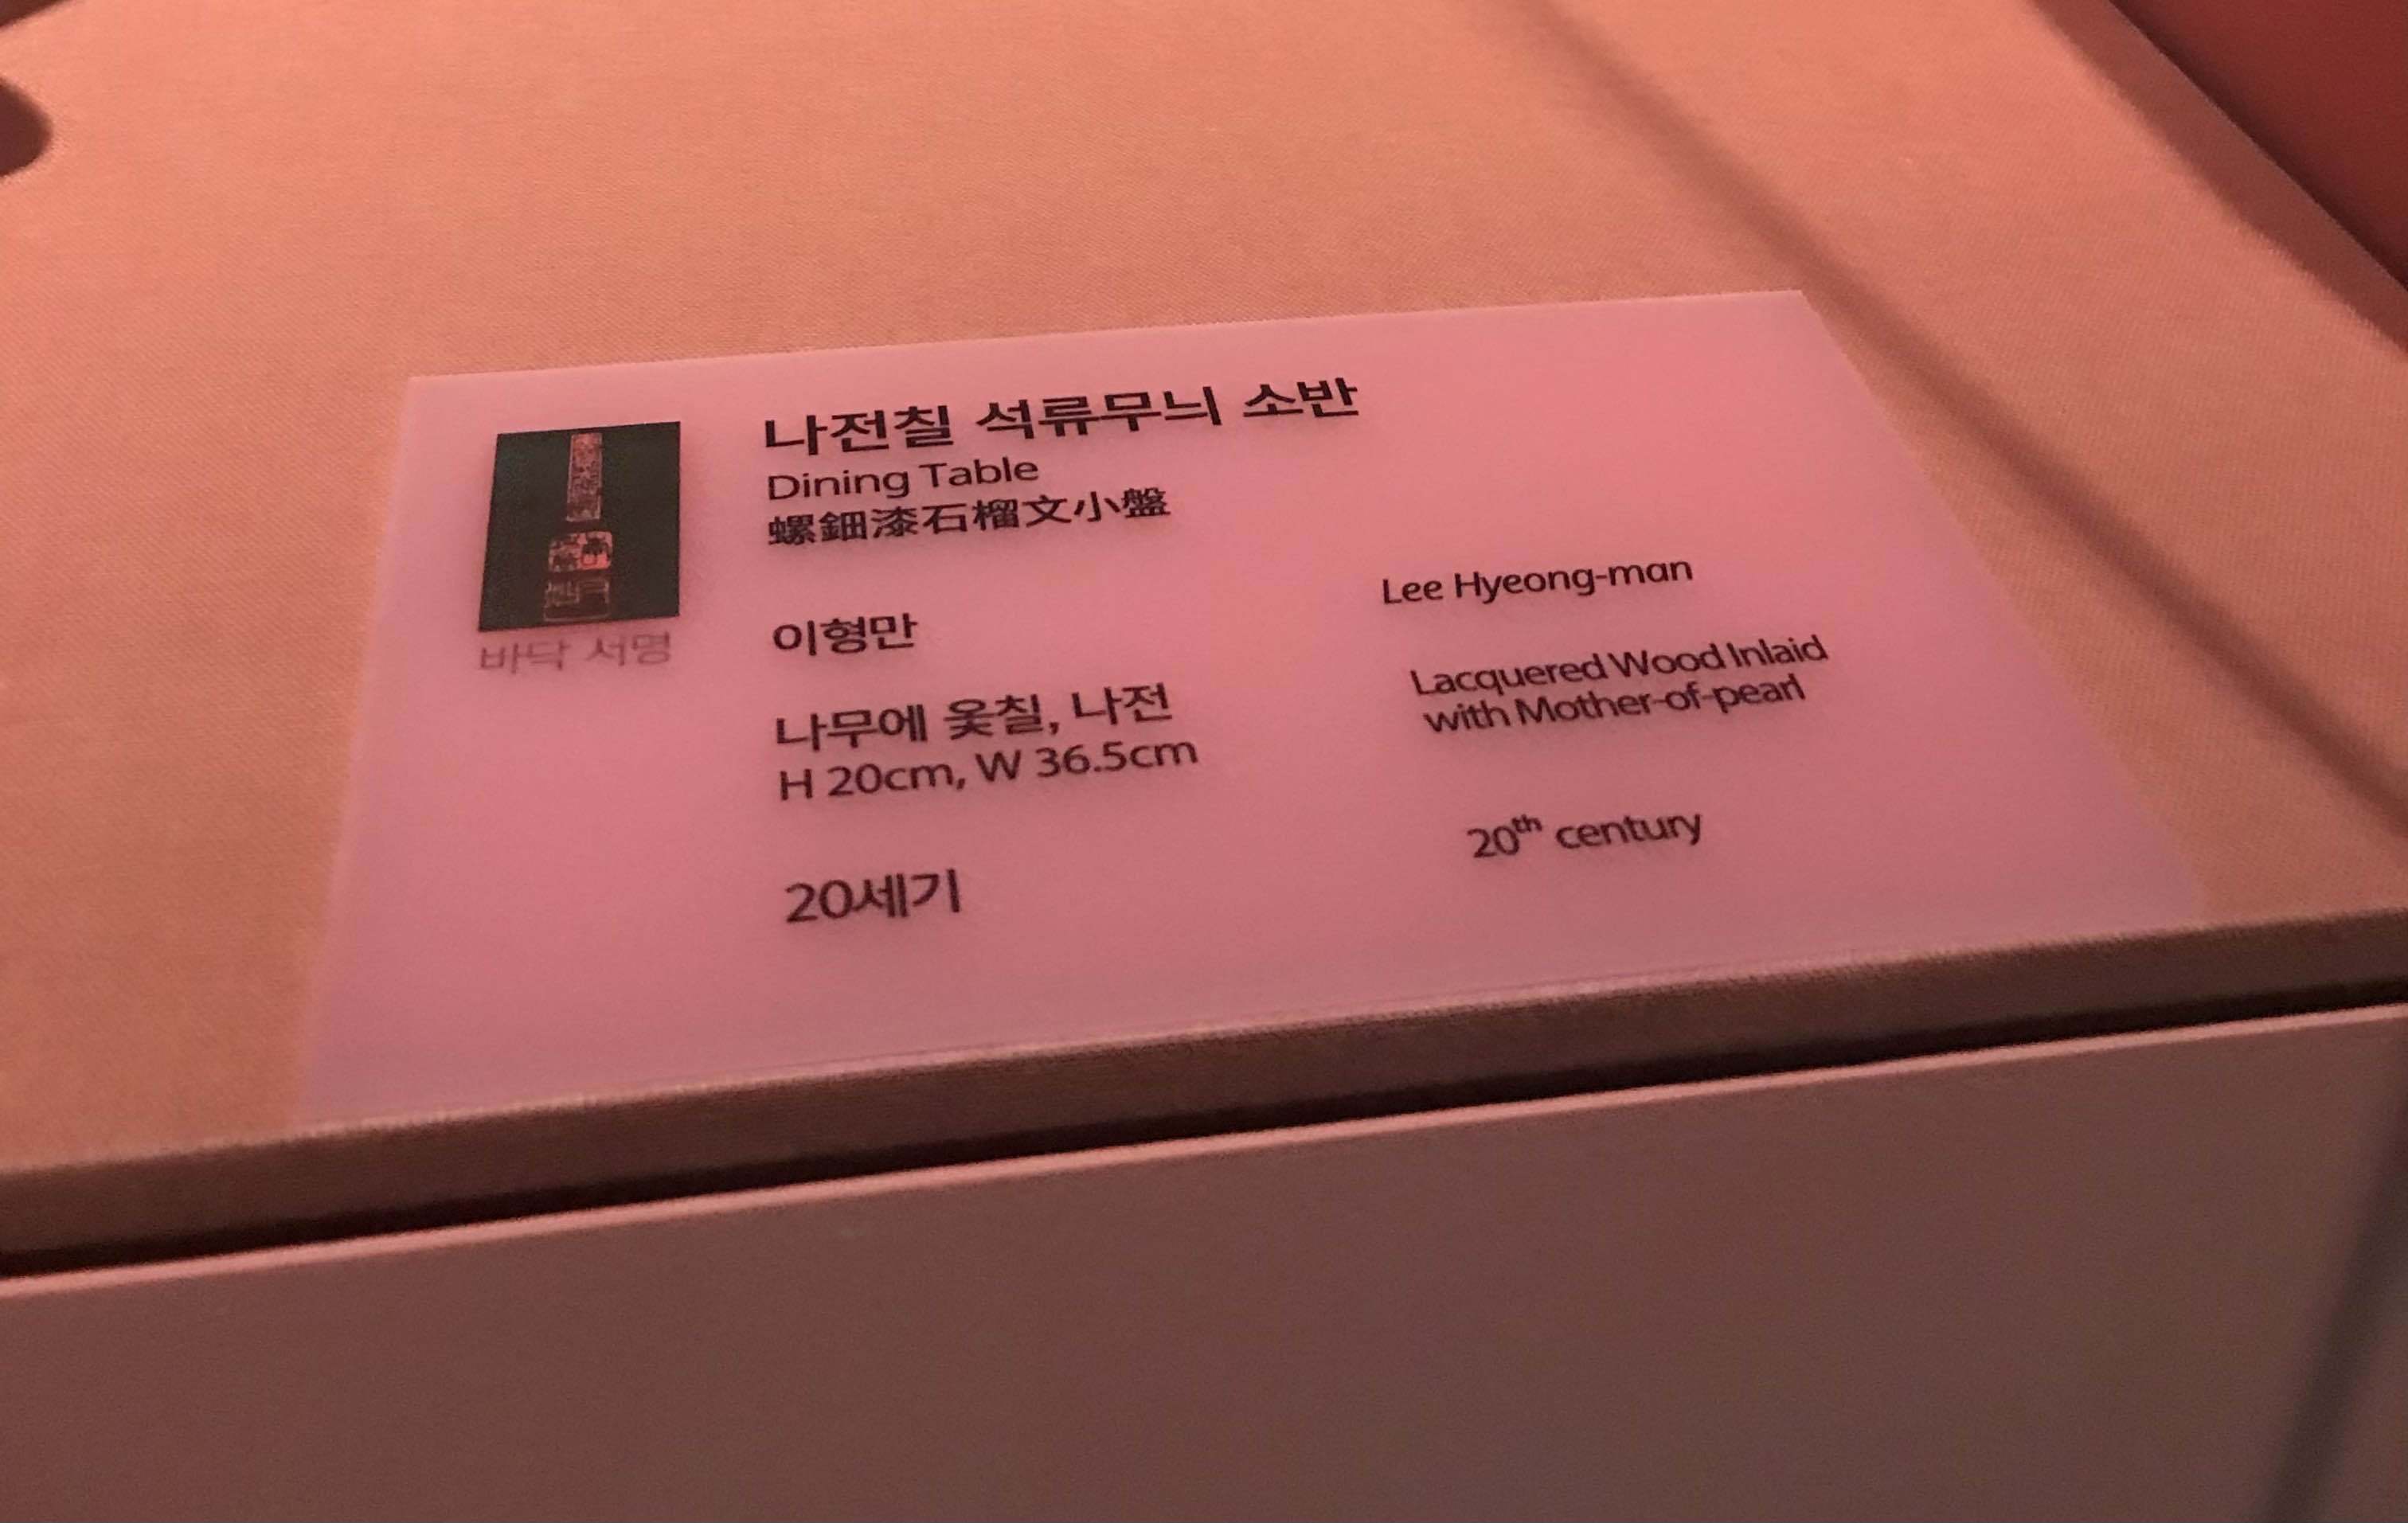 나전칠 석류무늬 소반
Dining Table
螺鈿漆石榴文小盤
바닥 서명
이형만
Lee Hyeong-man
나무에 옻칠, 나전
H 20cm, W 36.5cm
Lacquered Wood Inlaid
with Mother-of-pearl
20세기
20th century